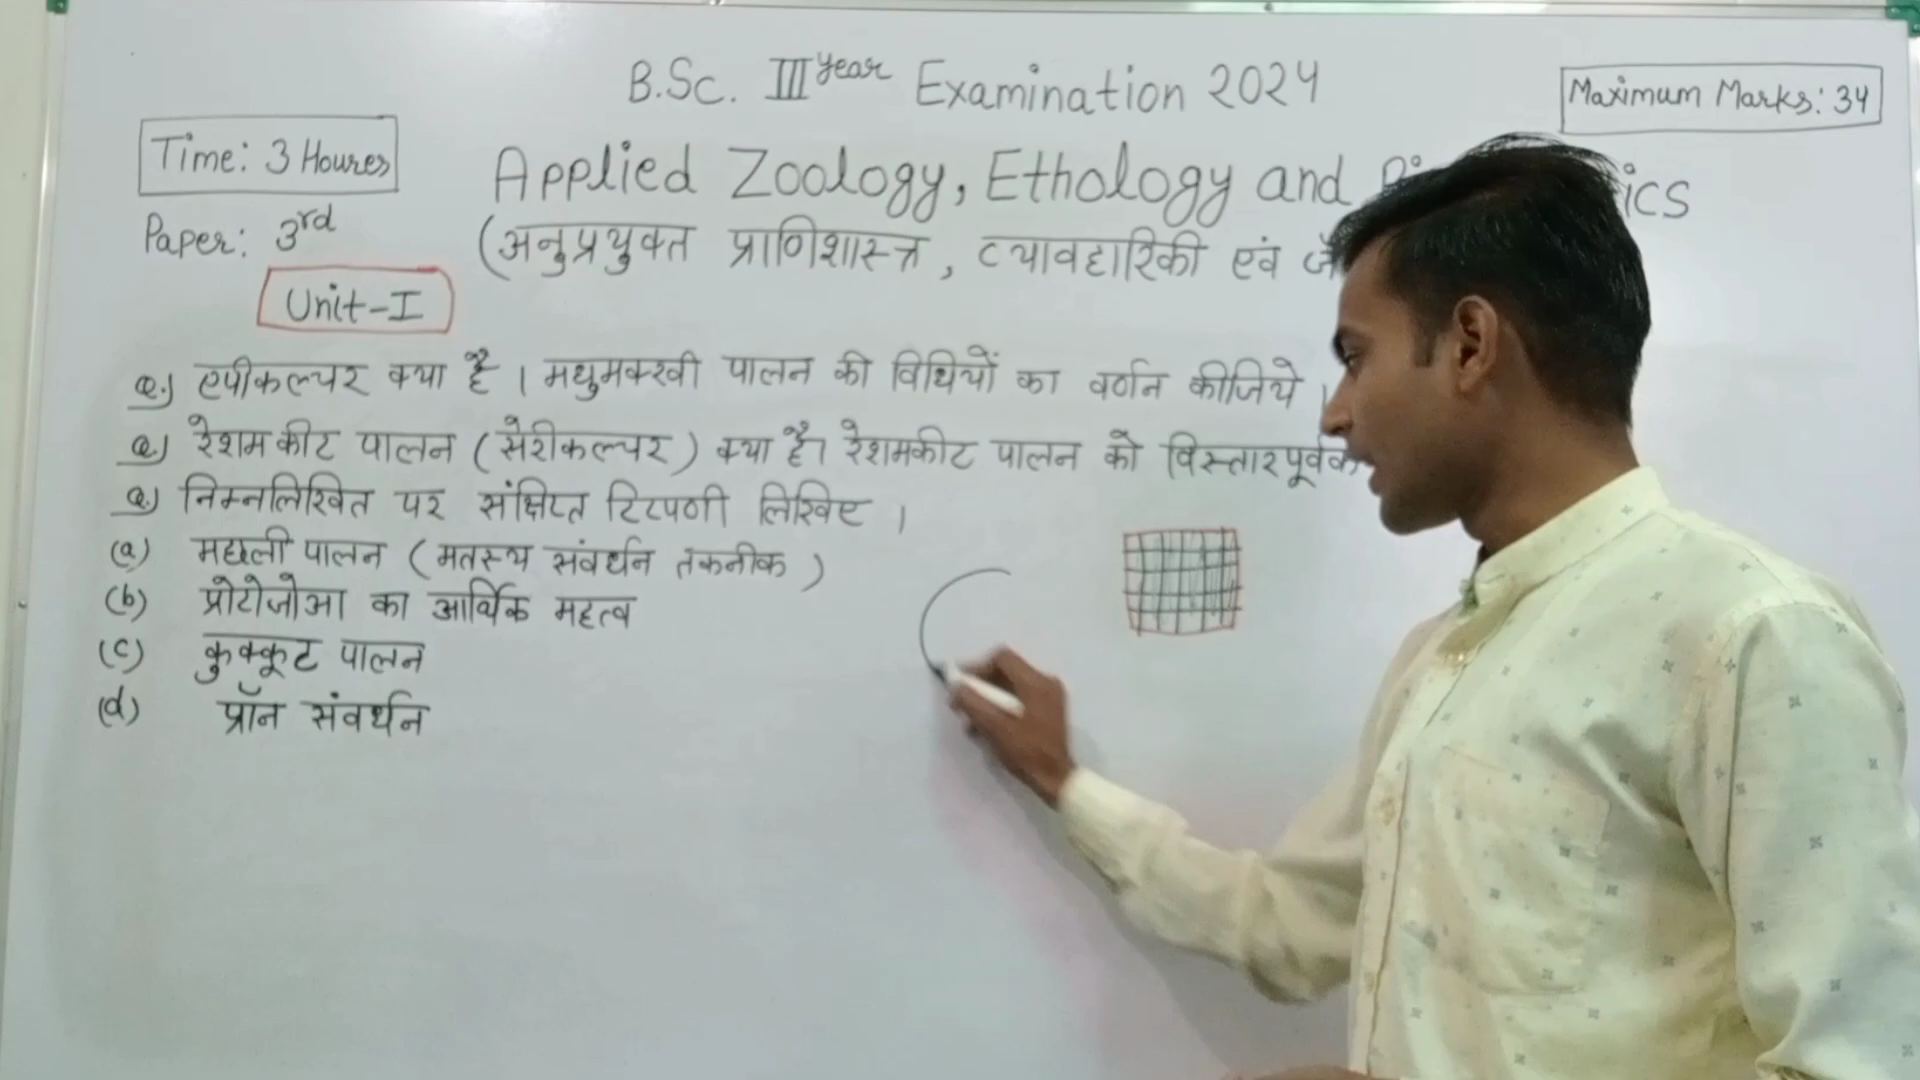 B.Sc. III year Examination 2024
Maximum Marks: 34
Time: 3 Houres
Applied Zoology, Ethology and
Paper: 3rd
(अनुप्रयुक्त प्राणिशास्त्र, व्यावहारिकी एवं
Unit-I
Q.) एपीकल्चर क्या है । मधुमक्खी पालन की विधियों का वर्णन कीजिये ।
Q.) रेशमकीट पालन (सेरीकल्चर) क्या है। रेशमकीट पालन को विस्तारपूर्वक
Q.) निम्नलिखित पर संक्षिप्त टिप्पणी लिखिए ।
(a) मछली पालन (मतस्य संवर्धन तकनीक)
(b) प्रोटोजोआ का आर्थिक महत्व
(c) कुक्कूट पालन
(d) प्रॉन संवर्धन